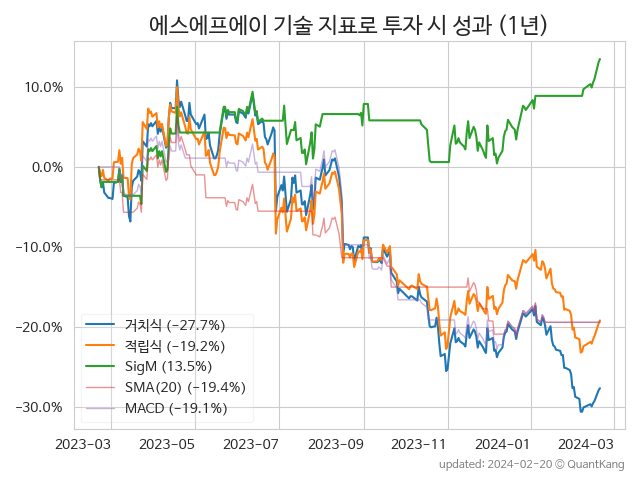 에스에프에이 기술 지표로 투자 시 성과 (1년)
10.0%
0.0%
−10.0%
−20.0%
−30.0%
거치식 (−27.7%)
적립식 (−19.2%)
SigM (13.5%)
SMA(20) (−19.4%)
MACD (−19.1%)
2023-03
2023-05
2023-07
2023-09
2023-11
2024-01
2024-03
updated: 2024-02-20 © QuantKang